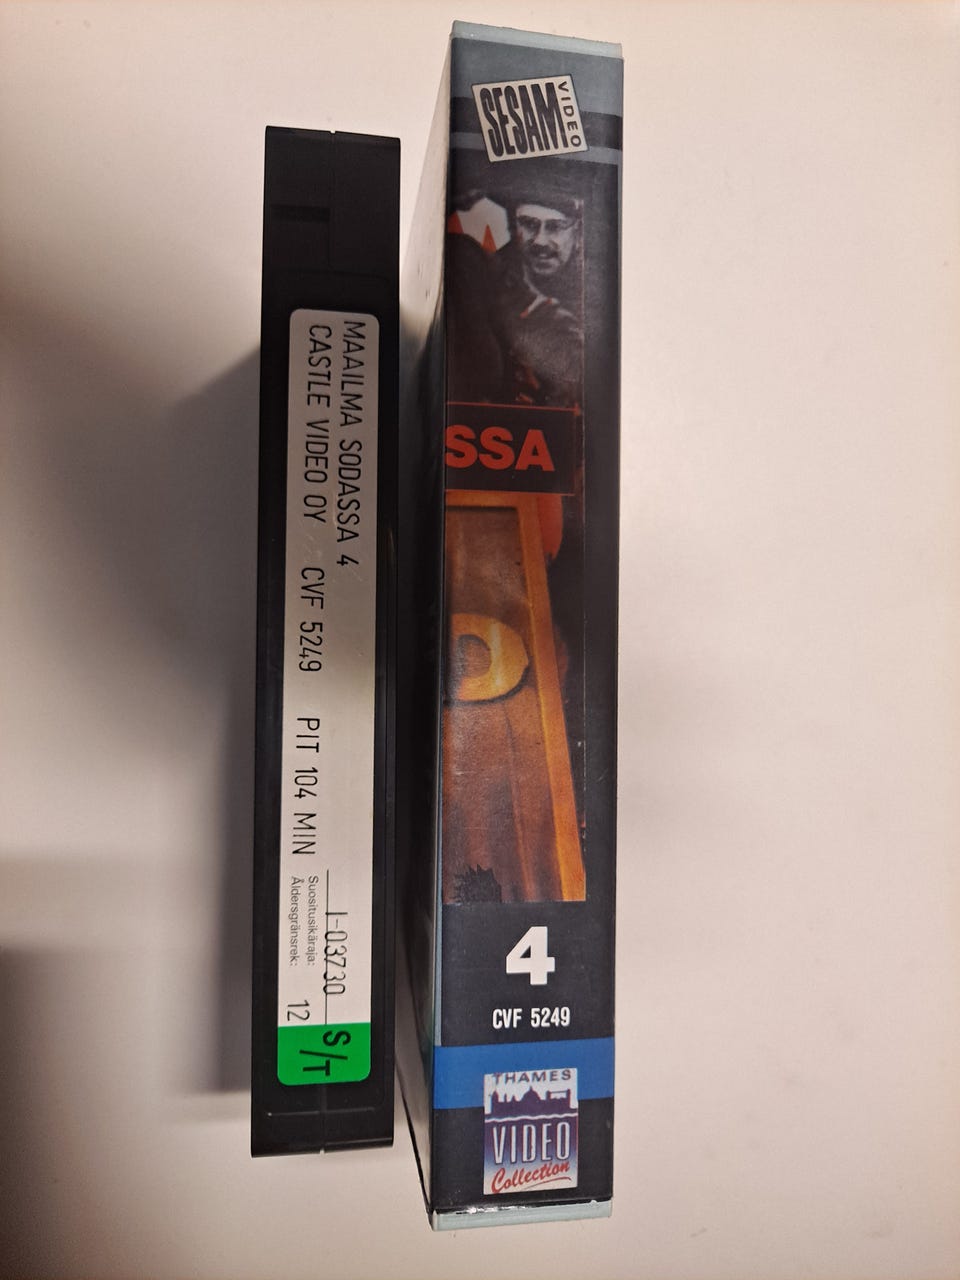 MAAILMA SODASSA 4
CASTLE VIDEO OY CVF 5249 PIT 104 MIN
I-03730
Suositusikäraja:
Åldersgränsrek: 12
S/T
SESAM VIDEO
SSA
4
CVF 5249
THAMES
VIDEO
Collection